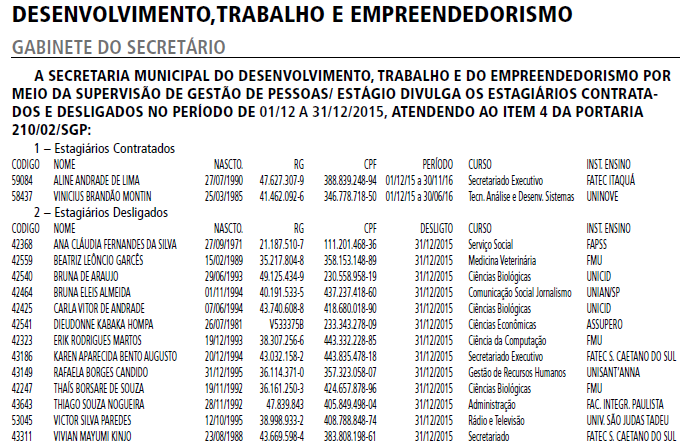 DESENVOLVIMENTO,TRABALHO E EMPREENDEDORISMO
GABINETE DO SECRETÁRIO
A SECRETARIA MUNICIPAL DO DESENVOLVIMENTO, TRABALHO E DO EMPREENDEDORISMO POR
MEIO DA SUPERVISÃO DE GESTÃO DE PESSOAS/ ESTÁGIO DIVULGA OS ESTAGIÁRIOS CONTRATA-
DOS E DESLIGADOS NO PERÍODO DE 01/12 A 31/12/2015, ATENDENDO AO ITEM 4 DA PORTARIA
210/02/SGP:
1 – Estagiários Contratados
CODIGO NOME NASCTO. RG CPF PERÍODO CURSO INST. ENSINO
59084 ALINE ANDRADE DE LIMA 27/07/1990 47.627.307-9 388.839.248-94 01/12/15 a 30/11/16 Secretariado Executivo FATEC ITAQUÁ
58437 VINICIUS BRANDÃO MONTIN 25/03/1985 41.462.092-6 346.778.718-50 01/12/15 a 30/06/16 Tecn. Análise e Desenv. Sistemas UNINOVE
2 – Estagiários Desligados
CODIGO NOME NASCTO. RG CPF DESLIGTO CURSO INST. ENSINO
42368 ANA CLÁUDIA FERNANDES DA SILVA 27/09/1971 21.187.510-7 111.201.468-36 31/12/2015 Serviço Social FAPSS
42559 BEATRIZ LEÔNCIO GARCÊS 15/02/1989 35.217.804-8 358.153.148-89 31/12/2015 Medicina Veterinária FMU
42540 BRUNA DE ARAUJO 29/06/1993 49.125.434-9 230.558.958-19 31/12/2015 Ciências Biológicas UNICID
42464 BRUNA ELEIS ALMEIDA 01/11/1994 40.191.533-5 437.237.418-60 31/12/2015 Comunicação Social Jornalismo UNIAN/SP
42425 CARLA VITOR DE ANDRADE 07/06/1994 43.740.608-8 418.680.018-90 31/12/2015 Ciências Biológicas UNICID
42541 DIEUDONNE KABAKA HOMPA 26/07/1981 V533375B 233.343.278-09 31/12/2015 Ciências Econômicas ASSUPERO
42323 ERIK RODRIGUES MARTOS 19/12/1993 38.307.256-6 443.332.228-85 31/12/2015 Ciência da Computação FMU
43186 KAREN APARECIDA BENTO AUGUSTO 20/12/1994 43.032.158-2 443.835.478-18 31/12/2015 Secretariado Executivo FATEC S. CAETANO DO SUL
43149 RAFAELA BORGES CANDIDO 31/12/1995 36.114.371-0 357.323.058-07 31/12/2015 Gestão de Recursos Humanos UNISANT'ANNA
42247 THAÍS BORSARE DE SOUZA 19/11/1992 36.161.250-3 424.657.878-96 31/12/2015 Ciências Biológicas FMU
43643 THIAGO SOUZA NOGUEIRA 28/11/1992 47.839.843 405.849.498-04 31/12/2015 Administração FAC. INTEGR. PAULISTA
53045 VICTOR SILVA PAREDES 12/10/1995 38.998.933-2 408.788.848-74 31/12/2015 Rádio e Televisão UNIV. SÃO JUDAS TADEU
43311 VIVIAN MAYUMI KINJO 23/08/1988 43.669.598-4 383.808.198-61 31/12/2015 Secretariado FATEC S. CAETANO DO SUL